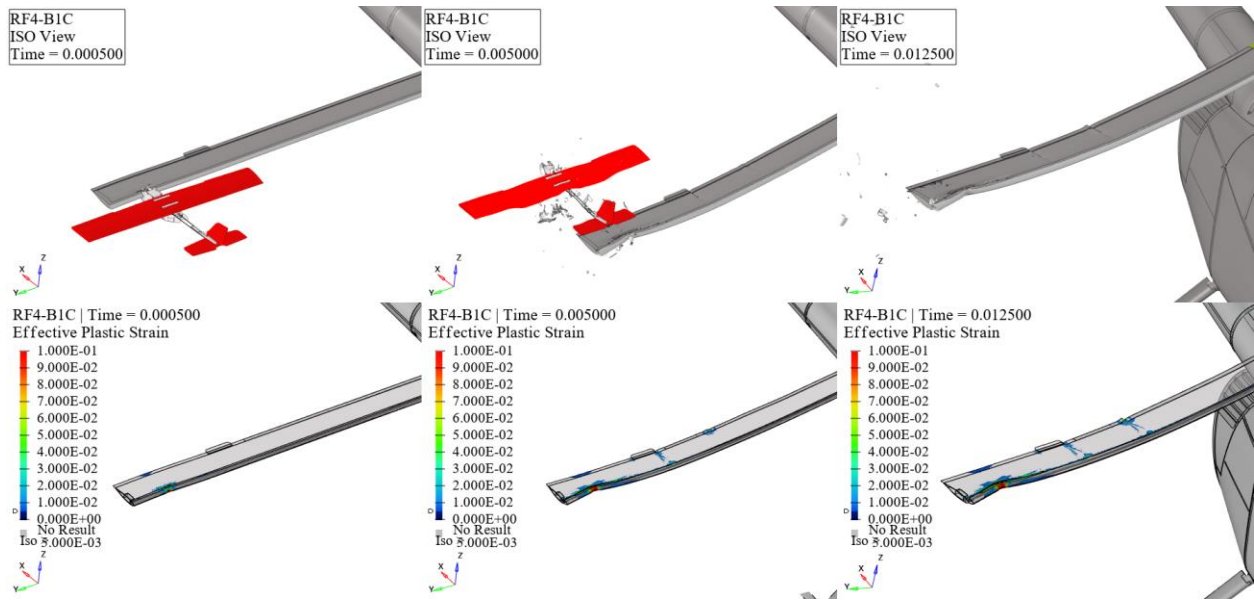 RF4-B1C
ISO View
Time = 0.000500
X
Y
Z
RF4-B1C
ISO View
Time = 0.005000
X
Y
Z
RF4-B1C
ISO View
Time = 0.012500
X
Y
Z
RF4-B1C | Time = 0.000500
Effective Plastic Strain
1.000E-01
9.000E-02
8.000E-02
7.000E-02
6.000E-02
5.000E-02
4.000E-02
3.000E-02
2.000E-02
1.000E-02
0.000E+00
No Result
Iso = 5.000E-03
X
Y
Z
RF4-B1C | Time = 0.005000
Effective Plastic Strain
1.000E-01
9.000E-02
8.000E-02
7.000E-02
6.000E-02
5.000E-02
4.000E-02
3.000E-02
2.000E-02
1.000E-02
0.000E+00
No Result
Iso = 5.000E-03
X
Y
Z
RF4-B1C | Time = 0.012500
Effective Plastic Strain
1.000E-01
9.000E-02
8.000E-02
7.000E-02
6.000E-02
5.000E-02
4.000E-02
3.000E-02
2.000E-02
1.000E-02
0.000E+00
No Result
Iso = 5.000E-03
X
Y
Z